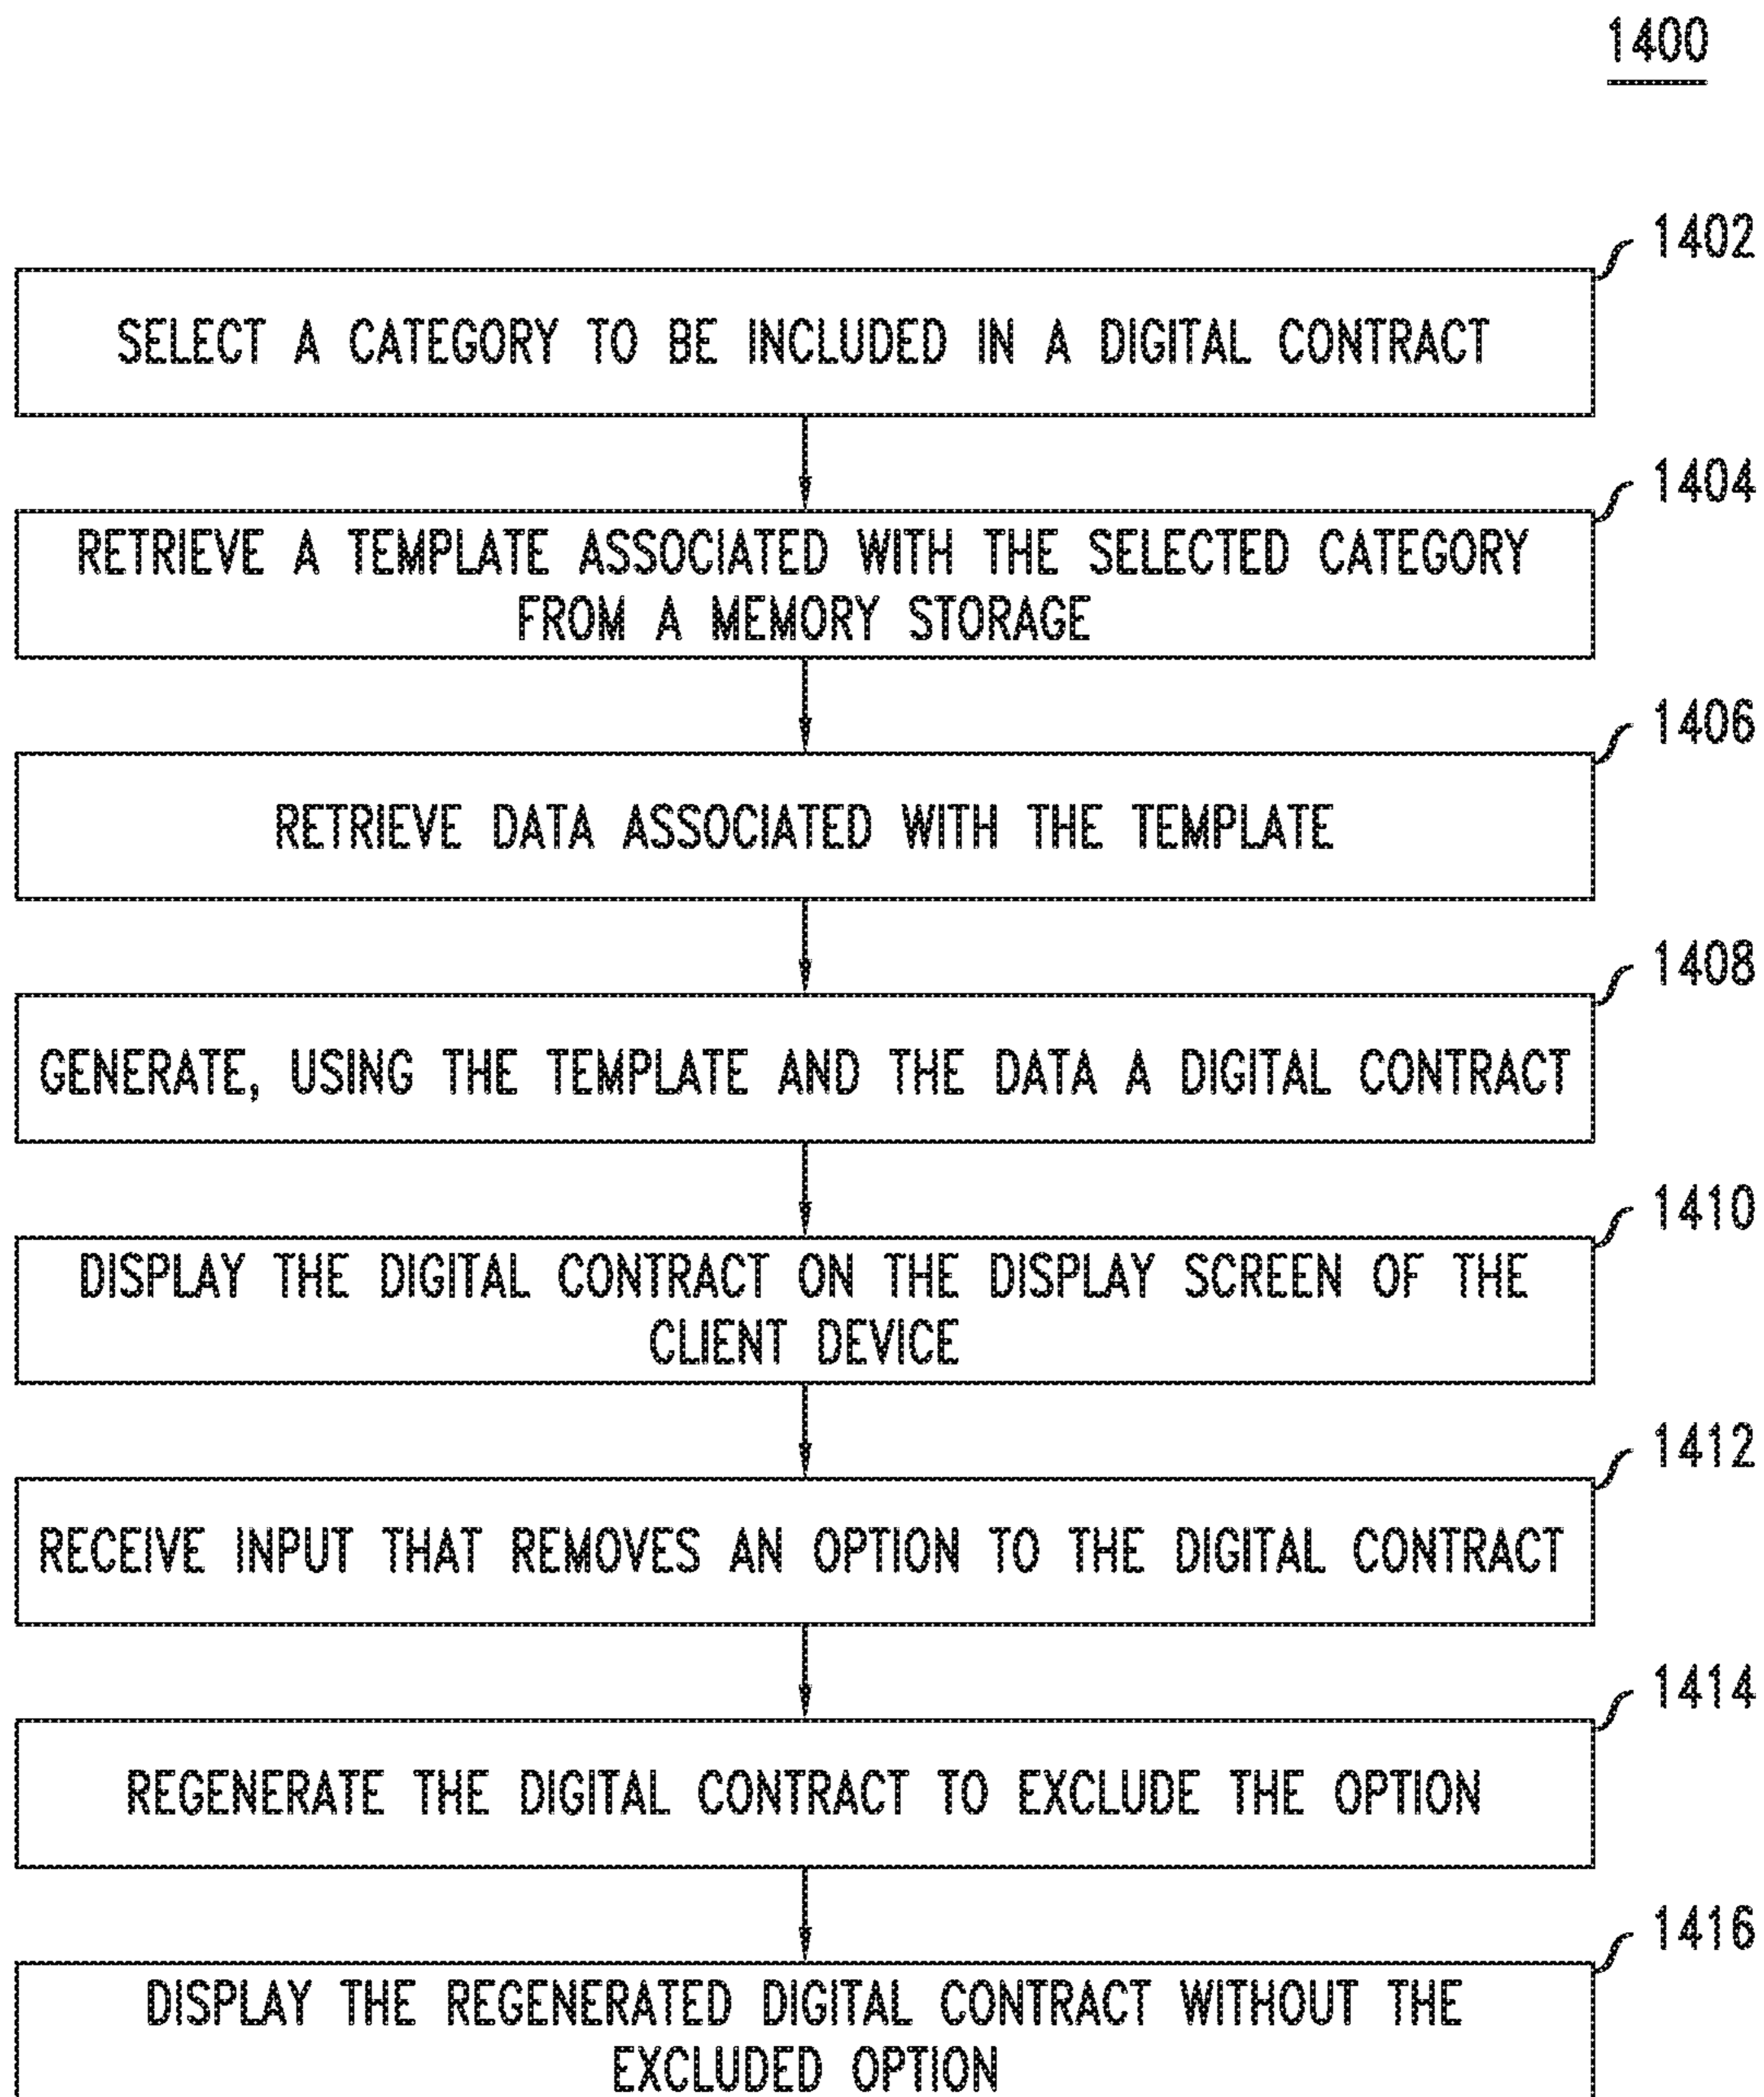 1400
1402
SELECT A CATEGORY TO BE INCLUDED IN A DIGITAL CONTRACT
1404
RETRIEVE A TEMPLATE ASSOCIATED WITH THE SELECTED CATEGORY
FROM A MEMORY STORAGE
1406
RETRIEVE DATA ASSOCIATED WITH THE TEMPLATE
1408
GENERATE, USING THE TEMPLATE AND THE DATA A DIGITAL CONTRACT
1410
DISPLAY THE DIGITAL CONTRACT ON THE DISPLAY SCREEN OF THE
CLIENT DEVICE
1412
RECEIVE INPUT THAT REMOVES AN OPTION TO THE DIGITAL CONTRACT
1414
REGENERATE THE DIGITAL CONTRACT TO EXCLUDE THE OPTION
1416
DISPLAY THE REGENERATED DIGITAL CONTRACT WITHOUT THE
EXCLUDED OPTION